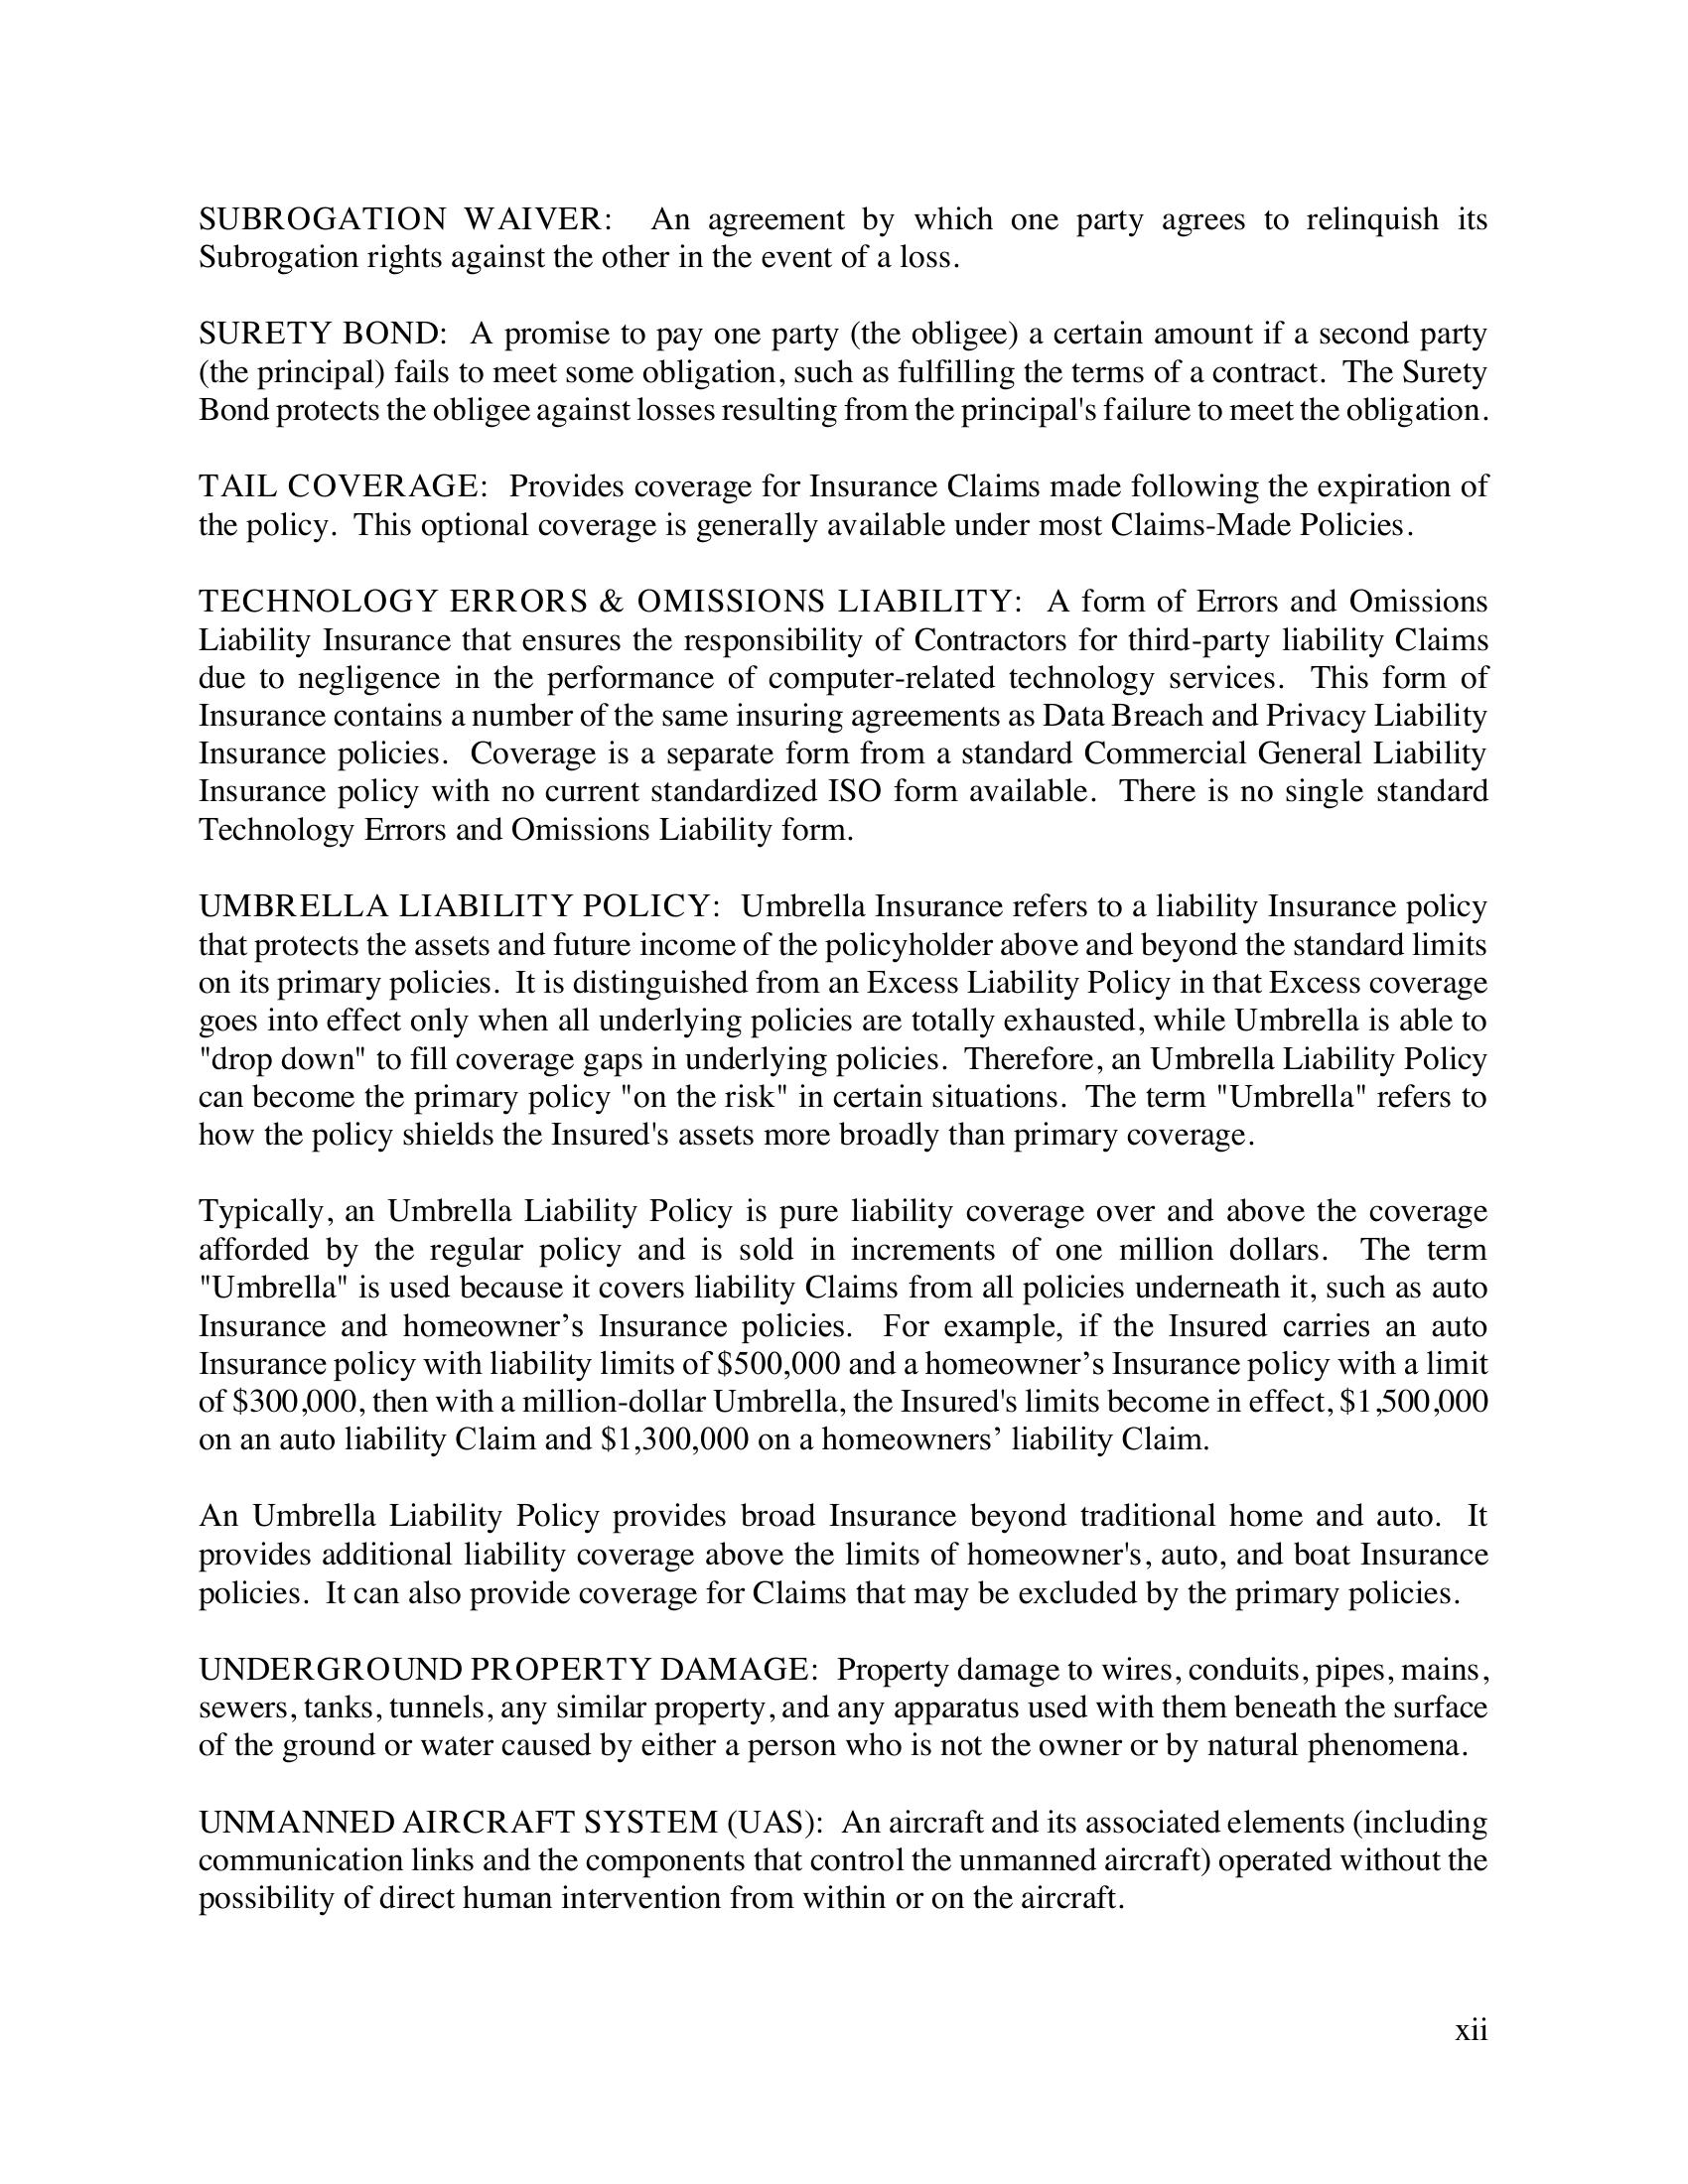 SUBROGATION WAIVER:  An agreement by which one party agrees to relinquish its
Subrogation rights against the other in the event of a loss.
SURETY BOND:  A promise to pay one party (the obligee) a certain amount if a second party
(the principal) fails to meet some obligation, such as fulfilling the terms of a contract.  The Surety
Bond protects the obligee against losses resulting from the principal's failure to meet the obligation.
TAIL COVERAGE:  Provides coverage for Insurance Claims made following the expiration of
the policy.  This optional coverage is generally available under most Claims-Made Policies.
TECHNOLOGY ERRORS & OMISSIONS LIABILITY:  A form of Errors and Omissions
Liability Insurance that ensures the responsibility of Contractors for third-party liability Claims
due to negligence in the performance of computer-related technology services.  This form of
Insurance contains a number of the same insuring agreements as Data Breach and Privacy Liability
Insurance policies.  Coverage is a separate form from a standard Commercial General Liability
Insurance policy with no current standardized ISO form available.  There is no single standard
Technology Errors and Omissions Liability form.
UMBRELLA LIABILITY POLICY:  Umbrella Insurance refers to a liability Insurance policy
that protects the assets and future income of the policyholder above and beyond the standard limits
on its primary policies.  It is distinguished from an Excess Liability Policy in that Excess coverage
goes into effect only when all underlying policies are totally exhausted, while Umbrella is able to
"drop down" to fill coverage gaps in underlying policies.  Therefore, an Umbrella Liability Policy
can become the primary policy "on the risk" in certain situations.  The term "Umbrella" refers to
how the policy shields the Insured's assets more broadly than primary coverage.
Typically, an Umbrella Liability Policy is pure liability coverage over and above the coverage
afforded by the regular policy and is sold in increments of one million dollars.  The term
"Umbrella" is used because it covers liability Claims from all policies underneath it, such as auto
Insurance and homeowner’s Insurance policies.  For example, if the Insured carries an auto
Insurance policy with liability limits of $500,000 and a homeowner’s Insurance policy with a limit
of $300,000, then with a million-dollar Umbrella, the Insured's limits become in effect, $1,500,000
on an auto liability Claim and $1,300,000 on a homeowners’ liability Claim.
An Umbrella Liability Policy provides broad Insurance beyond traditional home and auto.  It
provides additional liability coverage above the limits of homeowner's, auto, and boat Insurance
policies.  It can also provide coverage for Claims that may be excluded by the primary policies.
UNDERGROUND PROPERTY DAMAGE:  Property damage to wires, conduits, pipes, mains,
sewers, tanks, tunnels, any similar property, and any apparatus used with them beneath the surface
of the ground or water caused by either a person who is not the owner or by natural phenomena.
UNMANNED AIRCRAFT SYSTEM (UAS):  An aircraft and its associated elements (including
communication links and the components that control the unmanned aircraft) operated without the
possibility of direct human intervention from within or on the aircraft.
xii